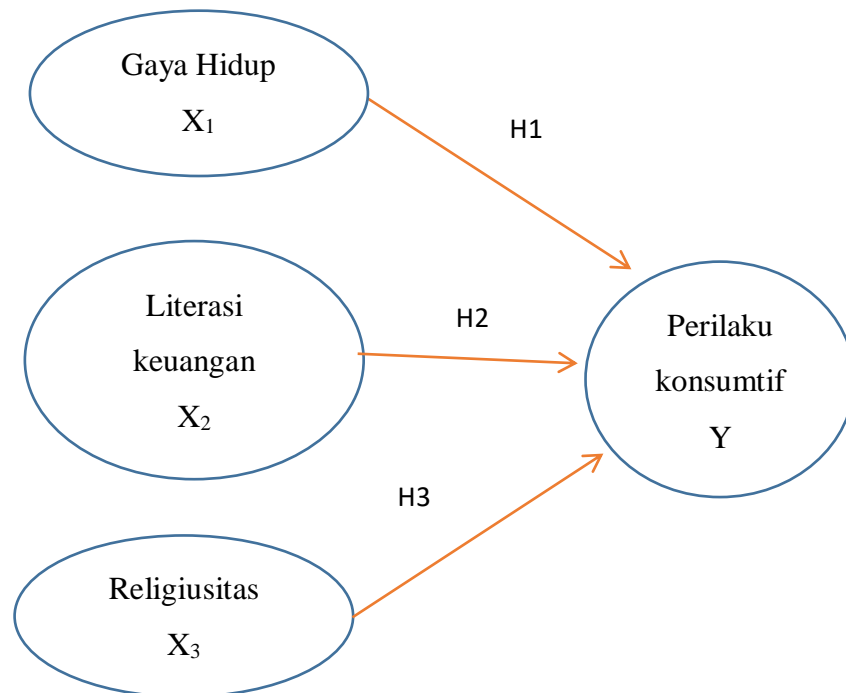 Gaya Hidup
X₁
H1
Literasi
keuangan
X₂
H2
Perilaku
konsumtif
Y
H3
Religiusitas
X₃